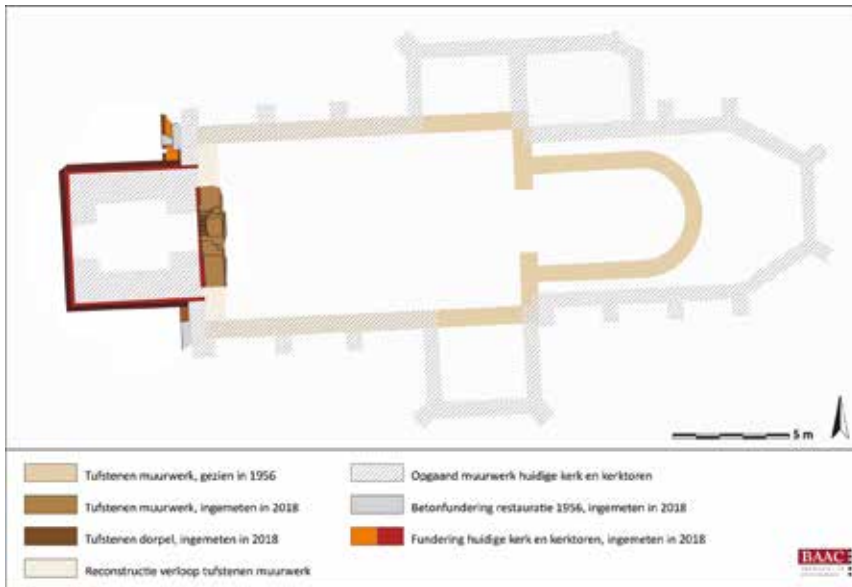 5 m
Tufstenen muurwerk, gezien in 1956
Tufstenen muurwerk, ingemeten in 2018
Tufstenen dorpel, ingemeten in 2018
Reconstructie verloop tufstenen muurwerk
Opgaand muurwerk huidige kerk en kerktoren
Betonfundering restauratie 1956, ingemeten in 2018
Fundering huidige kerk en kerktoren, ingemeten in 2018
BAAC